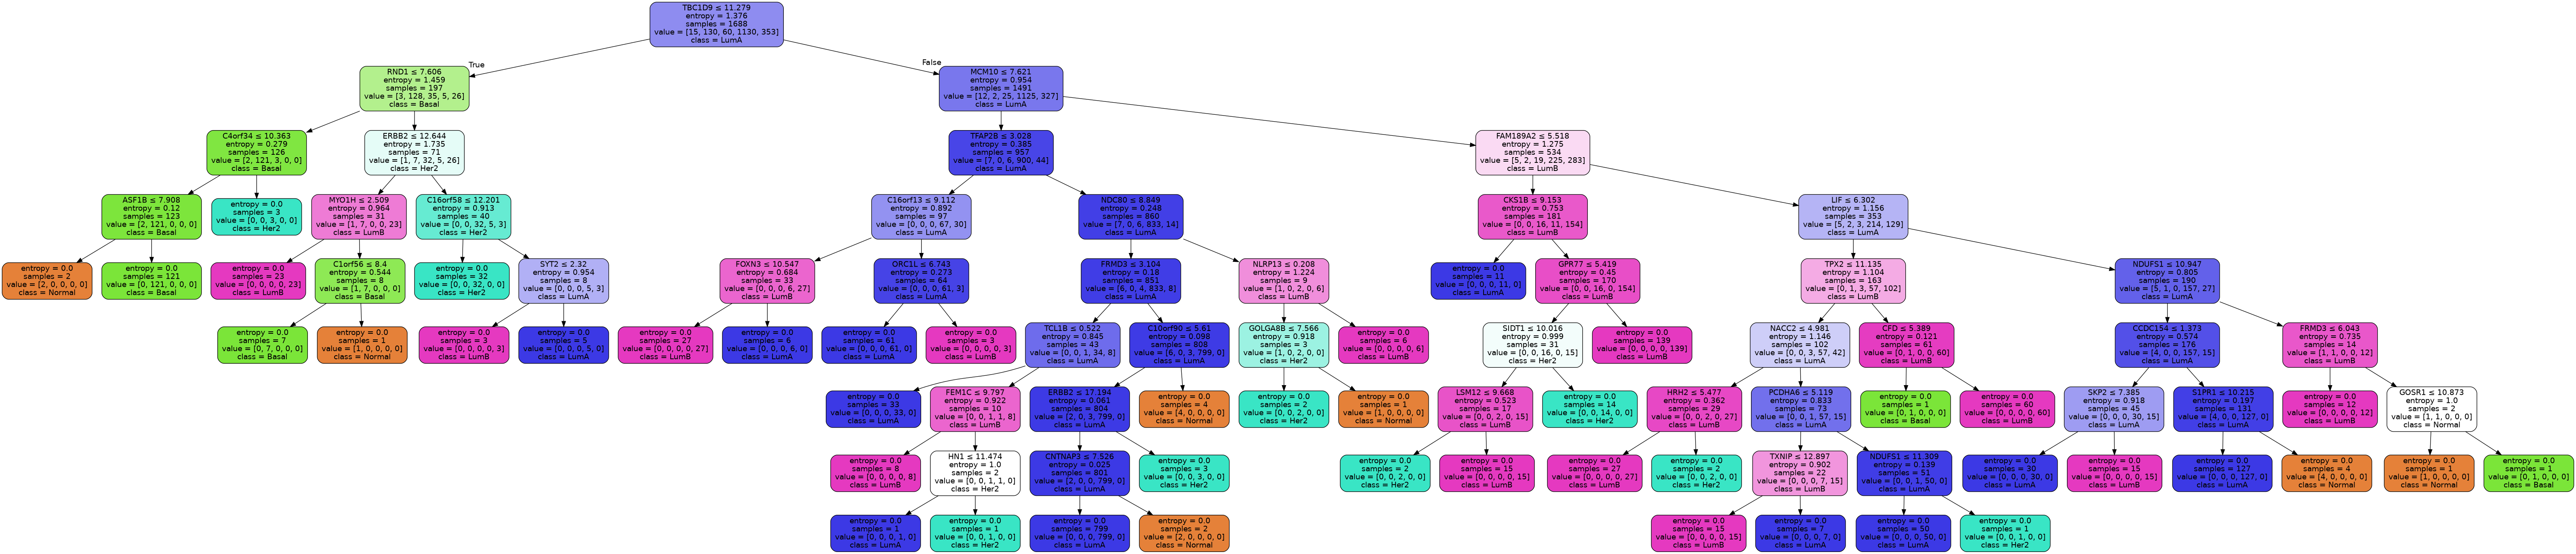 TBC1D9 ≤ 11.279
entropy = 1.376
samples = 1688
value = [15, 130, 60, 1130, 353]
class = LumA
True
False
RND1 ≤ 7.606
entropy = 1.459
samples = 197
value = [3, 128, 35, 5, 26]
class = Basal
MCM10 ≤ 7.621
entropy = 0.954
samples = 1491
value = [12, 2, 25, 1125, 327]
class = LumA
C4orf34 ≤ 10.363
entropy = 0.279
samples = 126
value = [2, 121, 3, 0, 0]
class = Basal
ERBB2 ≤ 12.644
entropy = 1.735
samples = 71
value = [1, 7, 32, 5, 26]
class = Her2
TFAP2B ≤ 3.028
entropy = 0.385
samples = 957
value = [7, 0, 6, 900, 44]
class = LumA
FAM189A2 ≤ 5.518
entropy = 1.275
samples = 534
value = [5, 2, 19, 225, 283]
class = LumB
ASF1B ≤ 7.908
entropy = 0.12
samples = 123
value = [2, 121, 0, 0, 0]
class = Basal
entropy = 0.0
samples = 3
value = [0, 0, 3, 0, 0]
class = Her2
MYO1H ≤ 2.509
entropy = 0.964
samples = 31
value = [1, 7, 0, 0, 23]
class = LumB
C16orf58 ≤ 12.201
entropy = 0.913
samples = 40
value = [0, 0, 32, 5, 3]
class = Her2
C16orf13 ≤ 9.112
entropy = 0.892
samples = 97
value = [0, 0, 0, 67, 30]
class = LumA
NDC80 ≤ 8.849
entropy = 0.248
samples = 860
value = [7, 0, 6, 833, 14]
class = LumA
CKS1B ≤ 9.153
entropy = 0.753
samples = 181
value = [0, 0, 16, 11, 154]
class = LumB
LIF ≤ 6.302
entropy = 1.156
samples = 353
value = [5, 2, 3, 214, 129]
class = LumA
entropy = 0.0
samples = 2
value = [2, 0, 0, 0, 0]
class = Normal
entropy = 0.0
samples = 121
value = [0, 121, 0, 0, 0]
class = Basal
entropy = 0.0
samples = 23
value = [0, 0, 0, 0, 23]
class = LumB
C1orf56 ≤ 8.4
entropy = 0.544
samples = 8
value = [1, 7, 0, 0, 0]
class = Basal
entropy = 0.0
samples = 32
value = [0, 0, 32, 0, 0]
class = Her2
SYT2 ≤ 2.32
entropy = 0.954
samples = 8
value = [0, 0, 0, 5, 3]
class = LumA
FOXN3 ≤ 10.547
entropy = 0.684
samples = 33
value = [0, 0, 0, 6, 27]
class = LumB
ORC1L ≤ 6.743
entropy = 0.273
samples = 64
value = [0, 0, 0, 61, 3]
class = LumA
FRMD3 ≤ 3.104
entropy = 0.18
samples = 851
value = [6, 0, 4, 833, 8]
class = LumA
NLRP13 ≤ 0.208
entropy = 1.224
samples = 9
value = [1, 0, 2, 0, 6]
class = LumB
entropy = 0.0
samples = 11
value = [0, 0, 0, 11, 0]
class = LumA
GPR77 ≤ 5.419
entropy = 0.45
samples = 170
value = [0, 0, 16, 0, 154]
class = LumB
TPX2 ≤ 11.135
entropy = 1.104
samples = 163
value = [0, 1, 3, 57, 102]
class = LumB
NDUFS1 ≤ 10.947
entropy = 0.805
samples = 190
value = [5, 1, 0, 157, 27]
class = LumA
entropy = 0.0
samples = 7
value = [0, 7, 0, 0, 0]
class = Basal
entropy = 0.0
samples = 1
value = [1, 0, 0, 0, 0]
class = Normal
entropy = 0.0
samples = 3
value = [0, 0, 0, 0, 3]
class = LumB
entropy = 0.0
samples = 5
value = [0, 0, 0, 5, 0]
class = LumA
entropy = 0.0
samples = 27
value = [0, 0, 0, 0, 27]
class = LumB
entropy = 0.0
samples = 6
value = [0, 0, 0, 6, 0]
class = LumA
entropy = 0.0
samples = 61
value = [0, 0, 0, 61, 0]
class = LumA
entropy = 0.0
samples = 3
value = [0, 0, 0, 0, 3]
class = LumB
TCL1B ≤ 0.522
entropy = 0.845
samples = 43
value = [0, 0, 1, 34, 8]
class = LumA
C10orf90 ≤ 5.61
entropy = 0.098
samples = 808
value = [6, 0, 3, 799, 0]
class = LumA
GOLGA8B ≤ 7.566
entropy = 0.918
samples = 3
value = [1, 0, 2, 0, 0]
class = Her2
entropy = 0.0
samples = 6
value = [0, 0, 0, 0, 6]
class = LumB
SIDT1 ≤ 10.016
entropy = 0.999
samples = 31
value = [0, 0, 16, 0, 15]
class = Her2
entropy = 0.0
samples = 139
value = [0, 0, 0, 0, 139]
class = LumB
NACC2 ≤ 4.981
entropy = 1.146
samples = 102
value = [0, 0, 3, 57, 42]
class = LumA
CFD ≤ 5.389
entropy = 0.121
samples = 61
value = [0, 1, 0, 0, 60]
class = LumB
CCDC154 ≤ 1.373
entropy = 0.574
samples = 176
value = [4, 0, 0, 157, 15]
class = LumA
FRMD3 ≤ 6.043
entropy = 0.735
samples = 14
value = [1, 1, 0, 0, 12]
class = LumB
entropy = 0.0
samples = 33
value = [0, 0, 0, 33, 0]
class = LumA
FEM1C ≤ 9.797
entropy = 0.922
samples = 10
value = [0, 0, 1, 1, 8]
class = LumB
ERBB2 ≤ 17.194
entropy = 0.061
samples = 804
value = [2, 0, 3, 799, 0]
class = LumA
entropy = 0.0
samples = 4
value = [4, 0, 0, 0, 0]
class = Normal
entropy = 0.0
samples = 2
value = [0, 0, 2, 0, 0]
class = Her2
entropy = 0.0
samples = 1
value = [1, 0, 0, 0, 0]
class = Normal
LSM12 ≤ 9.668
entropy = 0.523
samples = 17
value = [0, 0, 2, 0, 15]
class = LumB
entropy = 0.0
samples = 14
value = [0, 0, 14, 0, 0]
class = Her2
HRH2 ≤ 5.477
entropy = 0.362
samples = 29
value = [0, 0, 2, 0, 27]
class = LumB
PCDHA6 ≤ 5.119
entropy = 0.833
samples = 73
value = [0, 0, 1, 57, 15]
class = LumA
entropy = 0.0
samples = 1
value = [0, 1, 0, 0, 0]
class = Basal
entropy = 0.0
samples = 60
value = [0, 0, 0, 0, 60]
class = LumB
SKP2 ≤ 7.385
entropy = 0.918
samples = 45
value = [0, 0, 0, 30, 15]
class = LumA
S1PR1 ≤ 10.215
entropy = 0.197
samples = 131
value = [4, 0, 0, 127, 0]
class = LumA
entropy = 0.0
samples = 12
value = [0, 0, 0, 0, 12]
class = LumB
GOSR1 ≤ 10.873
entropy = 1.0
samples = 2
value = [1, 1, 0, 0, 0]
class = Normal
entropy = 0.0
samples = 8
value = [0, 0, 0, 0, 8]
class = LumB
HN1 ≤ 11.474
entropy = 1.0
samples = 2
value = [0, 0, 1, 1, 0]
class = Her2
CNTNAP3 ≤ 7.526
entropy = 0.025
samples = 801
value = [2, 0, 0, 799, 0]
class = LumA
entropy = 0.0
samples = 3
value = [0, 0, 3, 0, 0]
class = Her2
entropy = 0.0
samples = 2
value = [0, 0, 2, 0, 0]
class = Her2
entropy = 0.0
samples = 15
value = [0, 0, 0, 0, 15]
class = LumB
entropy = 0.0
samples = 27
value = [0, 0, 0, 0, 27]
class = LumB
entropy = 0.0
samples = 2
value = [0, 0, 2, 0, 0]
class = Her2
TXNIP ≤ 12.897
entropy = 0.902
samples = 22
value = [0, 0, 0, 7, 15]
class = LumB
NDUFS1 ≤ 11.309
entropy = 0.139
samples = 51
value = [0, 0, 1, 50, 0]
class = LumA
entropy = 0.0
samples = 30
value = [0, 0, 0, 30, 0]
class = LumA
entropy = 0.0
samples = 15
value = [0, 0, 0, 0, 15]
class = LumB
entropy = 0.0
samples = 127
value = [0, 0, 0, 127, 0]
class = LumA
entropy = 0.0
samples = 4
value = [4, 0, 0, 0, 0]
class = Normal
entropy = 0.0
samples = 1
value = [1, 0, 0, 0, 0]
class = Normal
entropy = 0.0
samples = 1
value = [0, 1, 0, 0, 0]
class = Basal
entropy = 0.0
samples = 1
value = [0, 0, 0, 1, 0]
class = LumA
entropy = 0.0
samples = 1
value = [0, 0, 1, 0, 0]
class = Her2
entropy = 0.0
samples = 799
value = [0, 0, 0, 799, 0]
class = LumA
entropy = 0.0
samples = 2
value = [2, 0, 0, 0, 0]
class = Normal
entropy = 0.0
samples = 15
value = [0, 0, 0, 0, 15]
class = LumB
entropy = 0.0
samples = 7
value = [0, 0, 0, 7, 0]
class = LumA
entropy = 0.0
samples = 50
value = [0, 0, 0, 50, 0]
class = LumA
entropy = 0.0
samples = 1
value = [0, 0, 1, 0, 0]
class = Her2